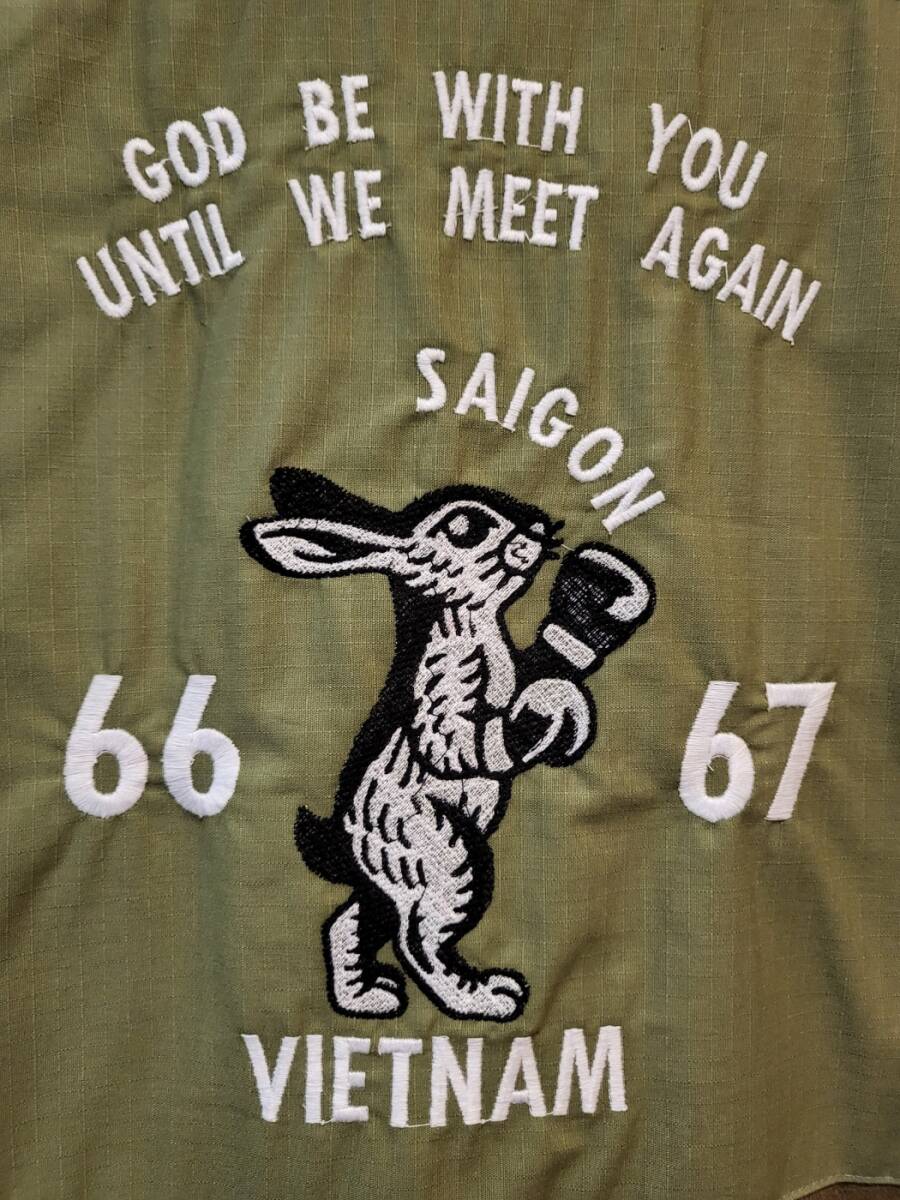 GOD BE WITH YOU
UNTIL WE MEET AGAIN
SAIGON
66 67
VIETNAM